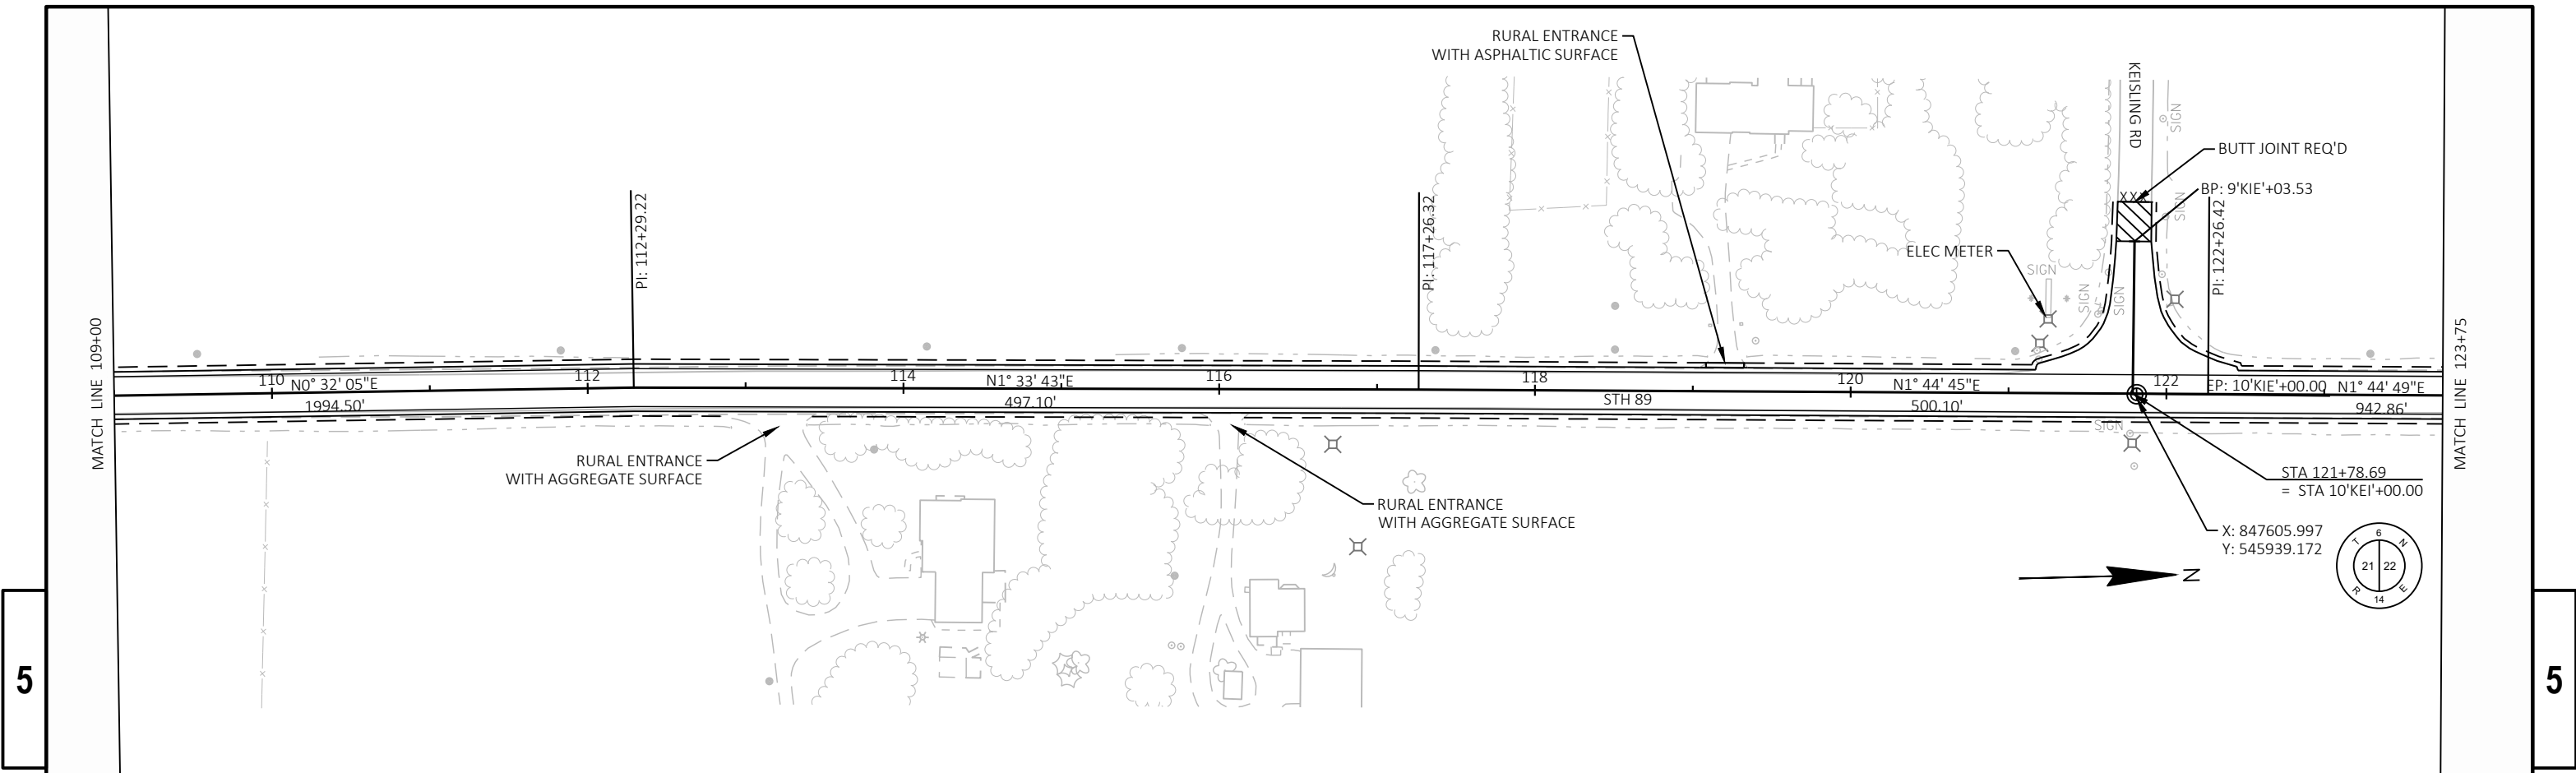 RURAL ENTRANCE
WITH ASPHALTIC SURFACE
KEISLING RD
SIGN
BUTT JOINT REQ'D
BP: 9'KIE'+03.53
SIGN
XXX
PI: 112+29.22
PI: 117+26.32
PI: 122+26.42
ELEC METER
SIGN
SIGN
SIGN
MATCH LINE 109+00
MATCH LINE 123+75
110
N0° 32' 05"E
112
114
N1° 33' 43"E
116
118
120
N1° 44' 45"E
122
EP: 10'KIE'+00.00
N1° 44' 49"E
1994.50'
497.10'
STH 89
500.10'
942.86'
SIGN
RURAL ENTRANCE
WITH AGGREGATE SURFACE
RURAL ENTRANCE
WITH AGGREGATE SURFACE
STA 121+78.69
= STA 10'KEI'+00.00
X: 847605.997
Y: 545939.172
N
6
T N
21 22
R E
14
5
5